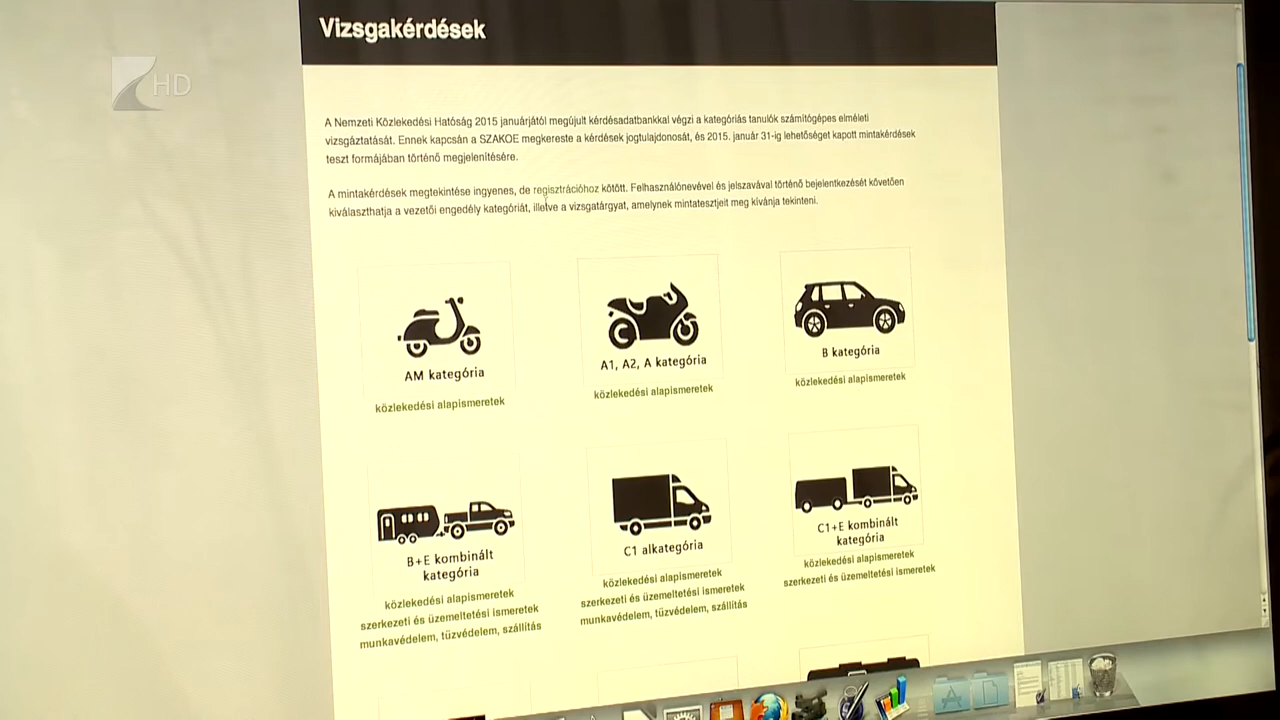 Vizsgakérdések
HD
A Nemzeti Közlekedési Hatóság 2015 januárjától megújult kérdésadatbankkal végzi a kategóriás tanulók számítógépes elméleti
vizsgáztatását. Ennek kapcsán a SZAKOE megkereste a kérdések jogtulajdonosát, és 2015. január 31-ig lehetőséget kapott mintakérdések
teszt formájában történő megjelenítésére.
A mintakérdések megtekintése ingyenes, de regisztrációhoz kötött. Felhasználónevével és jelszavával történő bejelentkezését követően
kiválaszthatja a vezetői engedély kategóriát, illetve a vizsgatárgyat, amelynek mintatesztjeit meg kívánja tekinteni.
AM kategória
közlekedési alapismeretek
A1, A2, A kategória
közlekedési alapismeretek
B kategória
közlekedési alapismeretek
B+E kombinált
kategória
közlekedési alapismeretek
szerkezeti és üzemeltetési ismeretek
munkavédelem, tüzvédelem, szállítás
C1 alkategória
közlekedési alapismeretek
szerkezeti és üzemeltetési ismeretek
munkavédelem, tüzvédelem, szállítás
C1+E kombinált
kategória
közlekedési alapismeretek
szerkezeti és üzemeltetési ismeretek